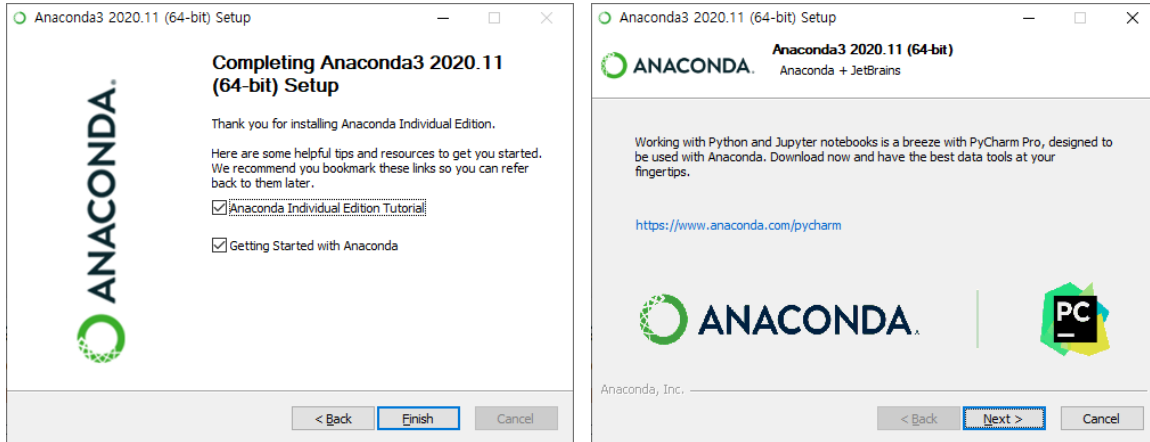 Anaconda3 2020.11 (64-bit) Setup
ANACONDA.
Completing Anaconda3 2020.11
(64-bit) Setup
Thank you for installing Anaconda Individual Edition.
Here are some helpful tips and resources to get you started.
We recommend you bookmark these links so you can refer
back to them later.
Anaconda Individual Edition Tutorial
Getting Started with Anaconda
< Back
Finish
Cancel
Anaconda3 2020.11 (64-bit) Setup
ANACONDA.
Anaconda3 2020.11 (64-bit)
Anaconda + JetBrains
Working with Python and Jupyter notebooks is a breeze with PyCharm Pro, designed to
be used with Anaconda. Download now and have the best data tools at your
fingertips.
https://www.anaconda.com/pycharm
ANACONDA.
PC
Anaconda, Inc.
< Back
Next >
Cancel